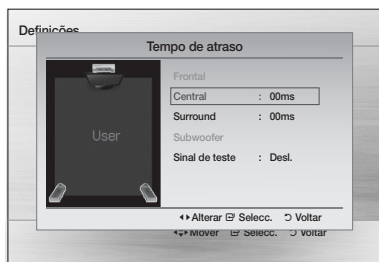 Definições
Tempo de atraso
User
Frontal
Central : 00ms
Surround : 00ms
Subwoofer
Sinal de teste : Desl.
Alterar Selecc. Voltar
Mover Selecc. Voltar